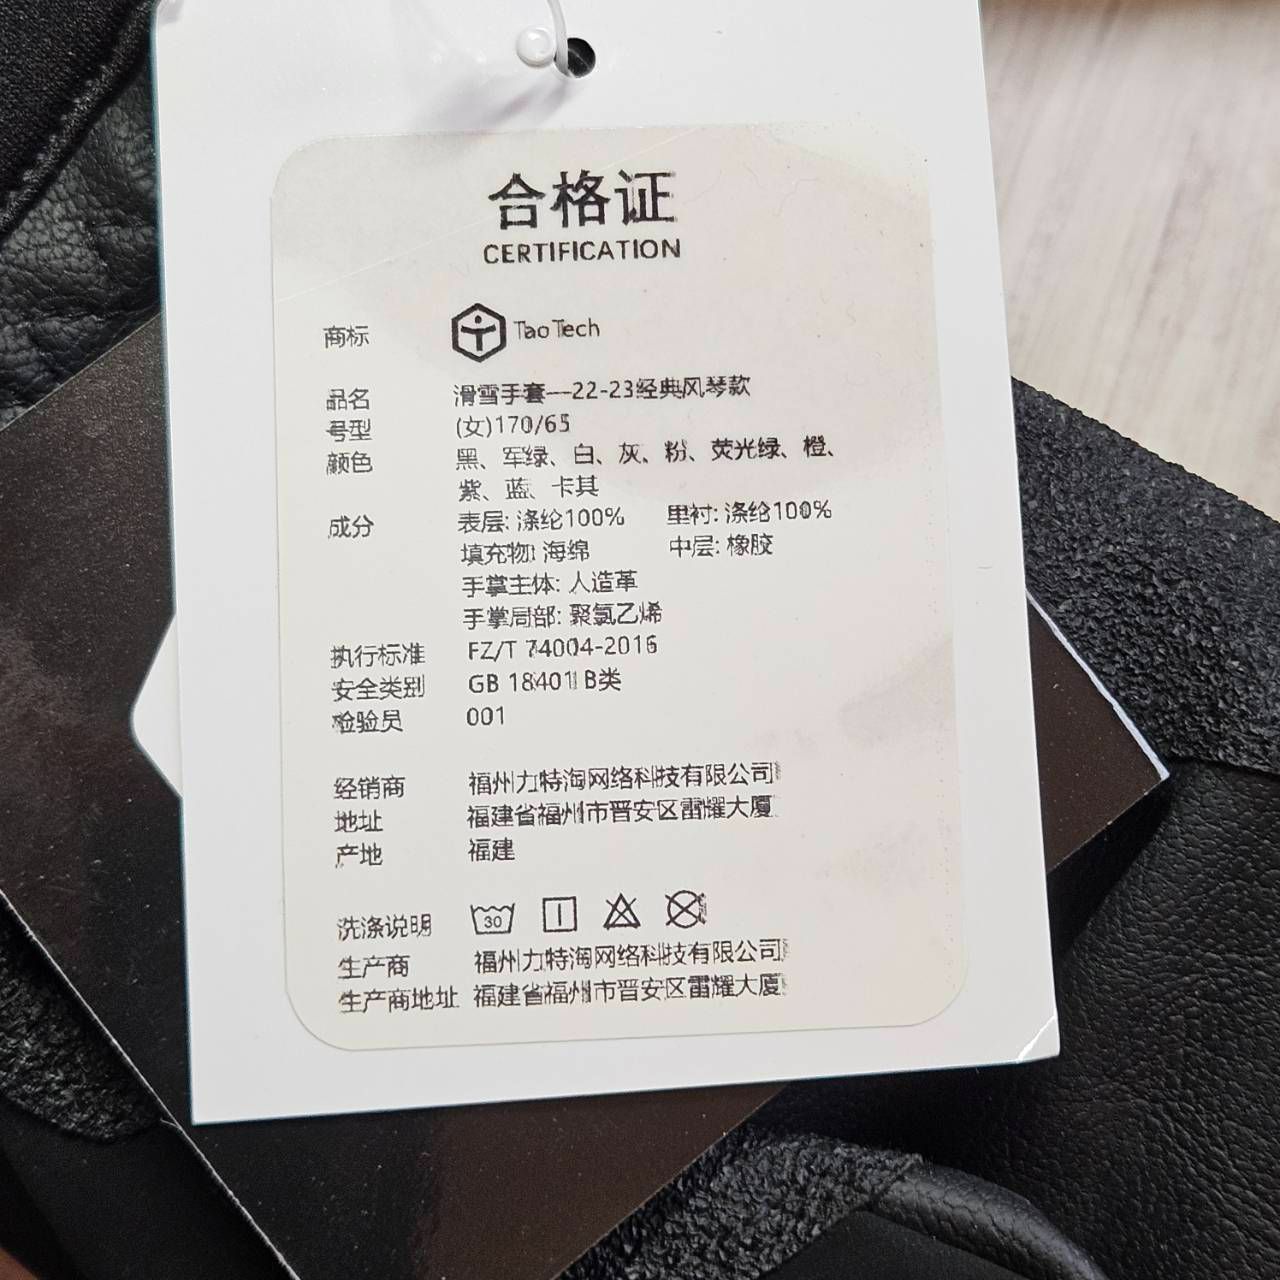 合格证
CERTIFICATION
商标 Tao Tech
品名 滑雪手套—22-23经典风琴款
号型 (女)170/65
颜色 黑、军绿、白、灰、粉、荧光绿、橙、
紫、蓝、卡其
成分 表层: 涤纶100% 里衬: 涤纶100%
填充物: 海绵 中层: 橡胶
手掌主体: 人造革
手掌局部: 聚氯乙烯
执行标准 FZ/T 74004-2016
安全类别 GB 18401 B类
检验员 001
经销商 福州力特淘网络科技有限公司
地址 福建省福州市晋安区雷耀大厦
产地 福建
洗涤说明 30
生产商 福州力特淘网络科技有限公司
生产商地址 福建省福州市晋安区雷耀大厦